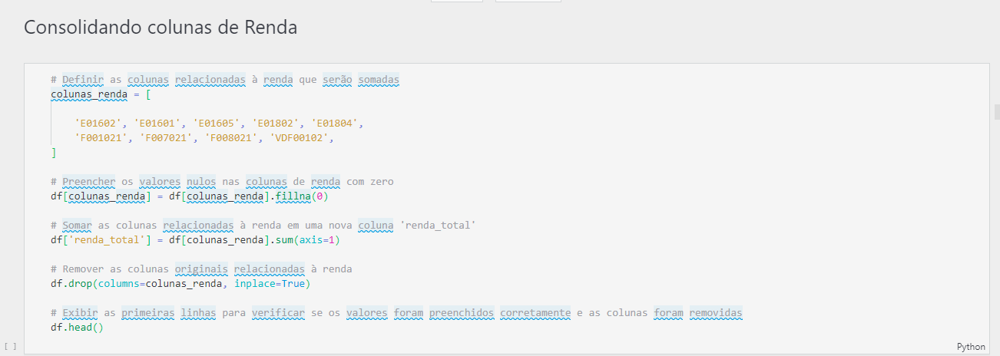 Consolidando colunas de Renda
# Definir as colunas relacionadas à renda que serão somadas
colunas_renda = [
'E01602', 'E01601', 'E01605', 'E01802', 'E01804',
'F001021', 'F007021', 'F008021', 'VDF00102',
]
# Preencher os valores nulos nas colunas de renda com zero
df[colunas_renda] = df[colunas_renda].fillna(0)
# Somar as colunas relacionadas à renda em uma nova coluna 'renda_total'
df['renda_total'] = df[colunas_renda].sum(axis=1)
# Remover as colunas originais relacionadas à renda
df.drop(columns=colunas_renda, inplace=True)
# Exibir as primeiras linhas para verificar se os valores foram preenchidos corretamente e as colunas foram removidas
df.head()
[ ]
Python